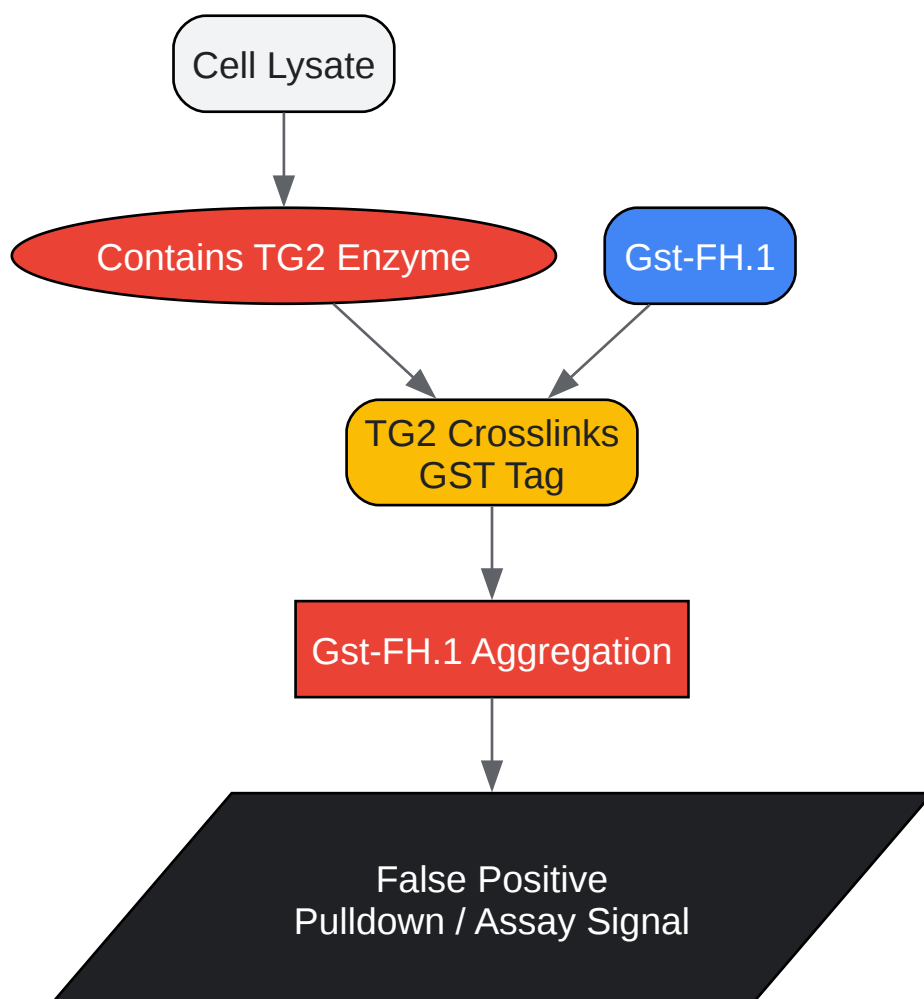 Cell Lysate
Contains TG2 Enzyme
Gst-FH.1
TG2 Crosslinks
GST Tag
Gst-FH.1 Aggregation
False Positive
Pulldown / Assay Signal